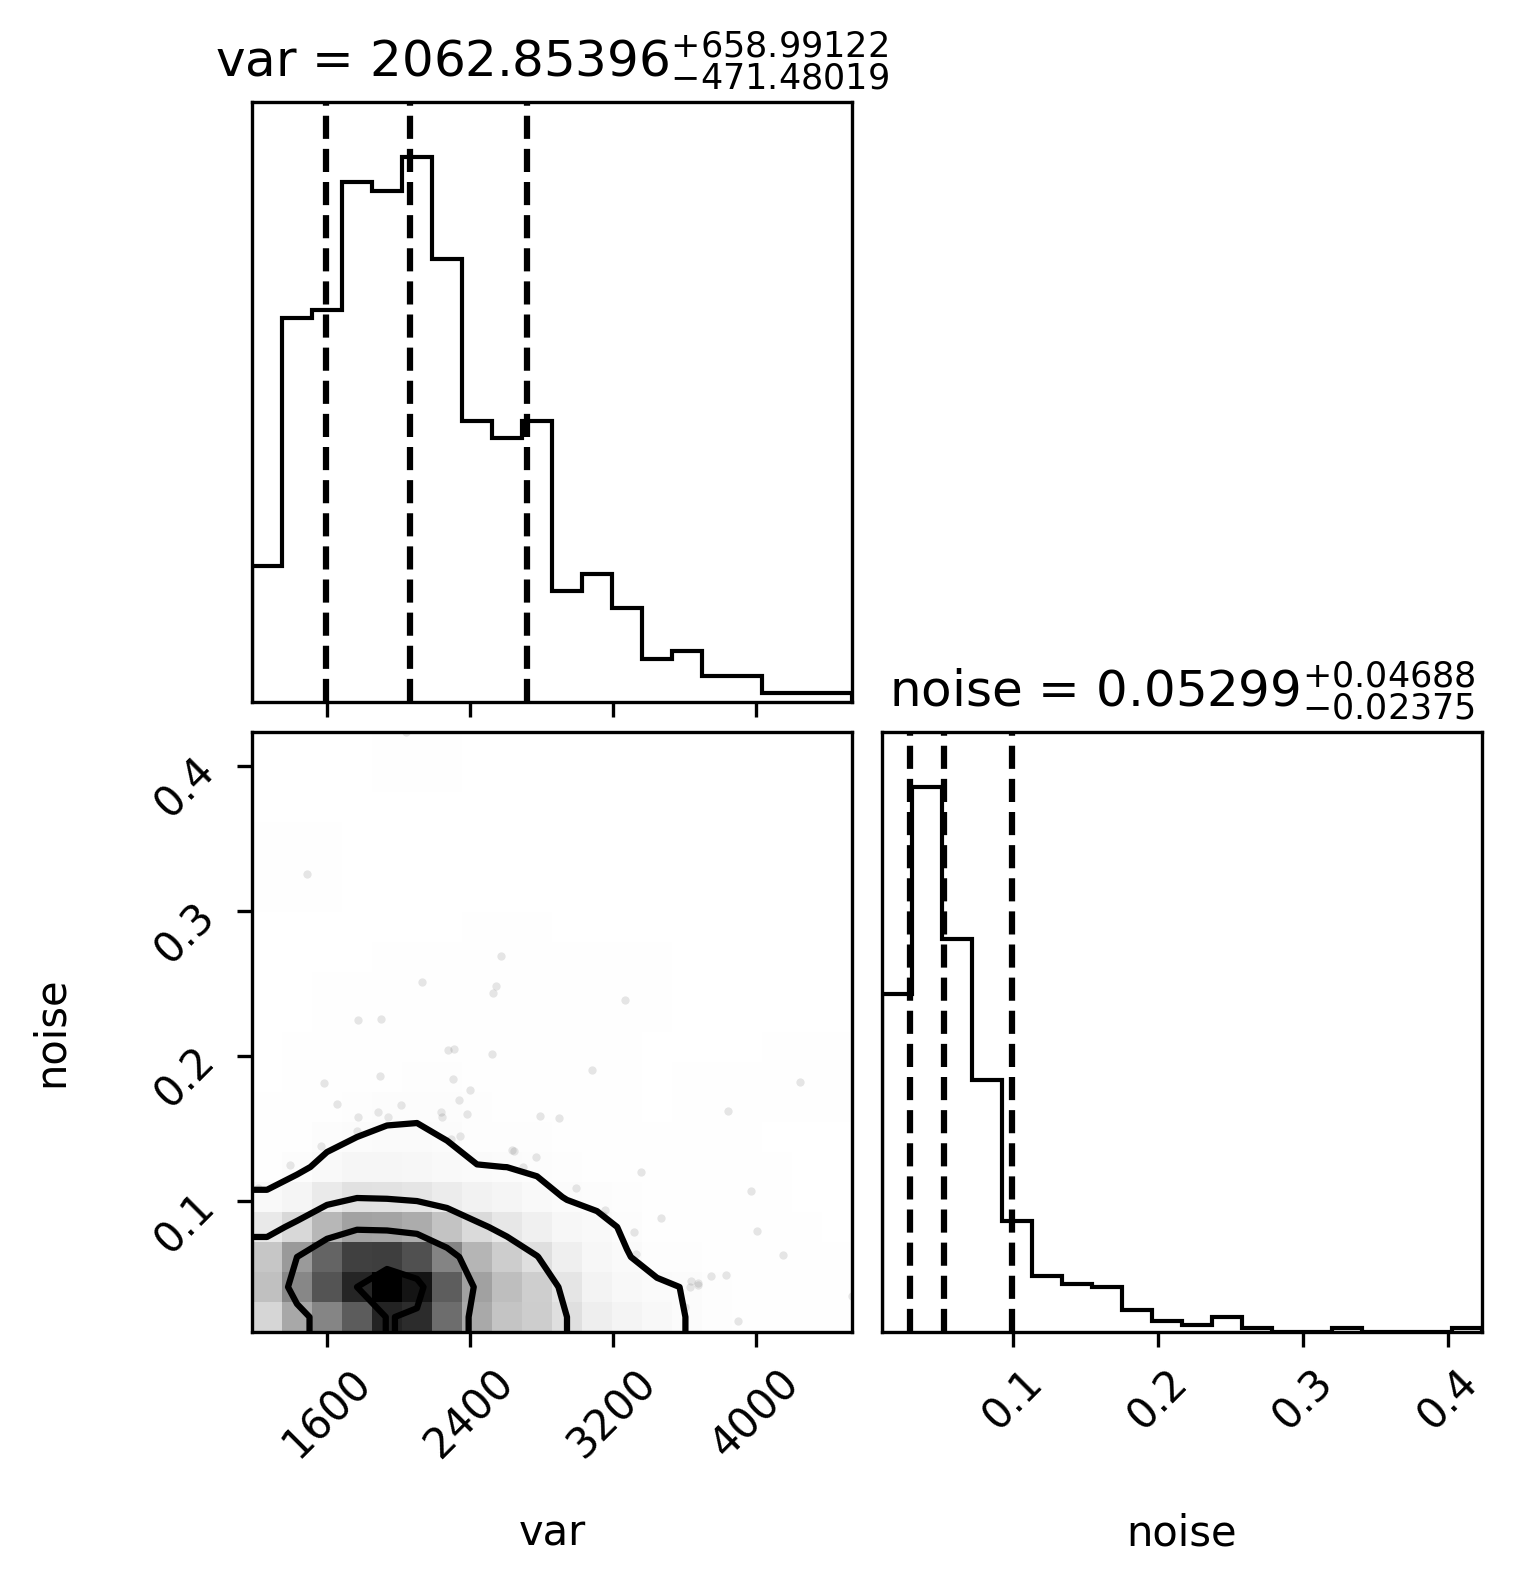 var = 2062.85396+658.99122
−471.48019
noise = 0.05299+0.04688
−0.02375
0.4
0.3
0.2
0.1
noise
1600 2400 3200 4000
0.1 0.2 0.3 0.4
var
noise